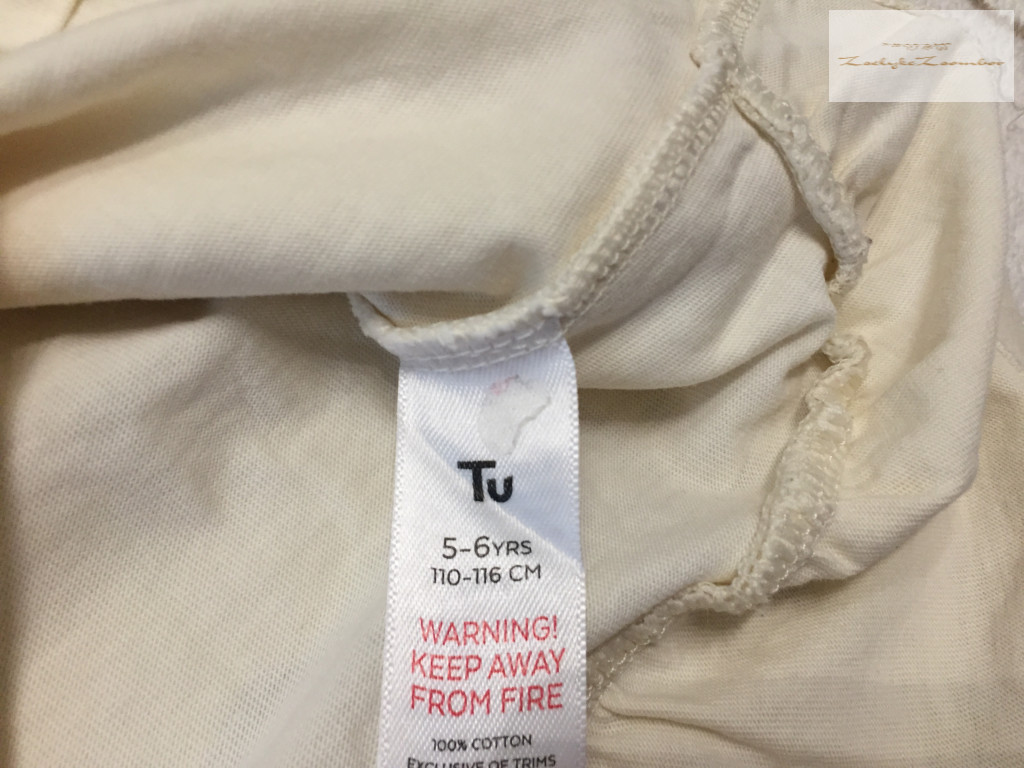 Tu
5-6YRS
110-116 CM
WARNING!
KEEP AWAY
FROM FIRE
100% COTTON
EXCLUSIVE OF TRIMS